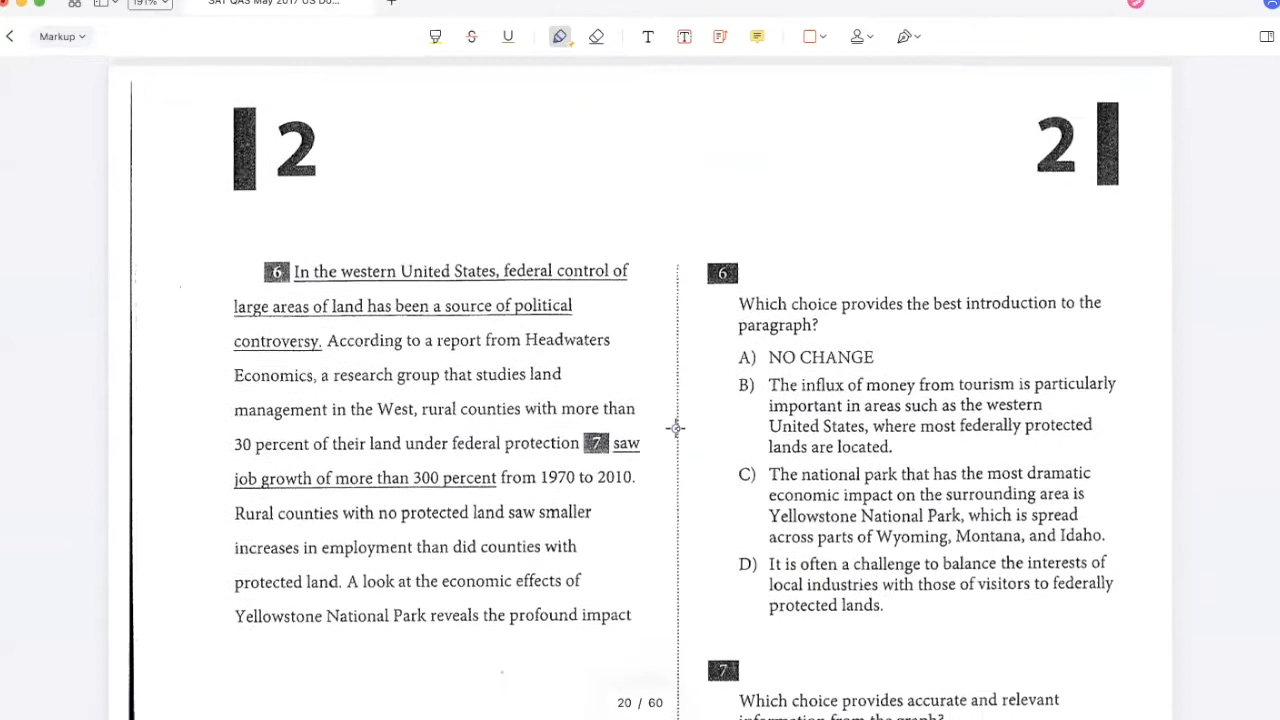 191%
SAT QAS May 2017 US Do...
Markup
T
T
2
2
6 In the western United States, federal control of
large areas of land has been a source of political
controversy. According to a report from Headwaters
Economics, a research group that studies land
management in the West, rural counties with more than
30 percent of their land under federal protection 7 saw
job growth of more than 300 percent from 1970 to 2010.
Rural counties with no protected land saw smaller
increases in employment than did counties with
protected land. A look at the economic effects of
Yellowstone National Park reveals the profound impact
6
Which choice provides the best introduction to the
paragraph?
A) NO CHANGE
B) The influx of money from tourism is particularly
important in areas such as the western
United States, where most federally protected
lands are located.
C) The national park that has the most dramatic
economic impact on the surrounding area is
Yellowstone National Park, which is spread
across parts of Wyoming, Montana, and Idaho.
D) It is often a challenge to balance the interests of
local industries with those of visitors to federally
protected lands.
7
Which choice provides accurate and relevant
information from the graph?
20 / 60